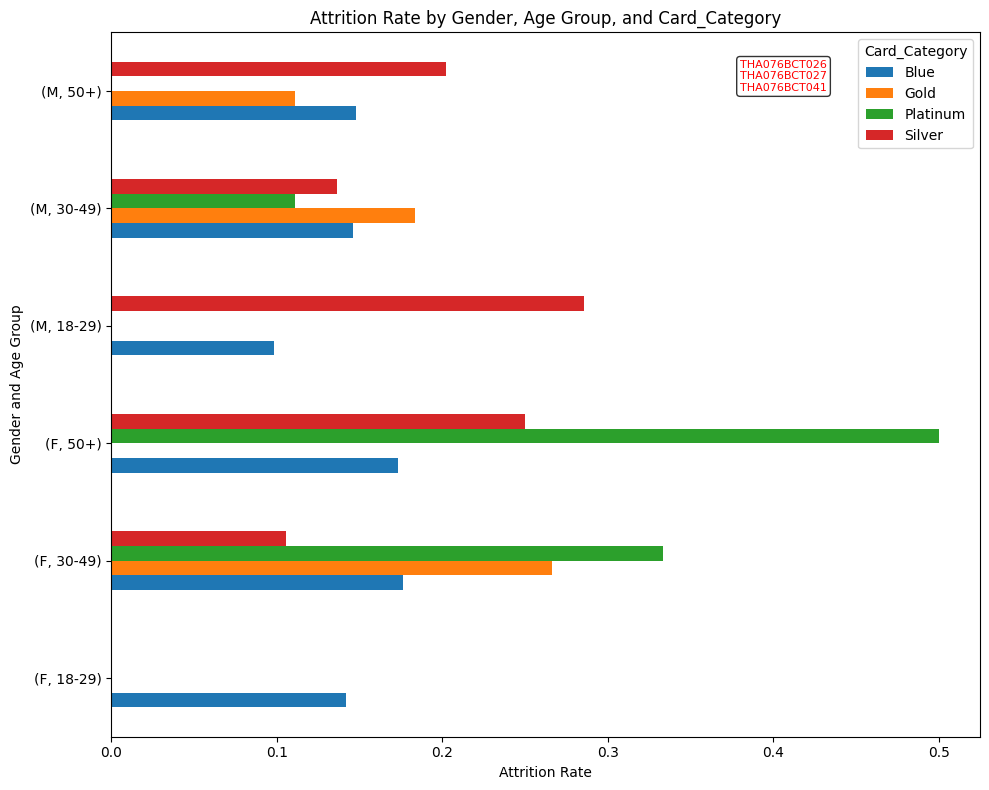 Attrition Rate by Gender, Age Group, and Card_Category
THA076BCT026
THA076BCT027
THA076BCT041
Card_Category
Blue
Gold
Platinum
Silver
Gender and Age Group
(M, 50+)
(M, 30-49)
(M, 18-29)
(F, 50+)
(F, 30-49)
(F, 18-29)
0.0 0.1 0.2 0.3 0.4 0.5
Attrition Rate